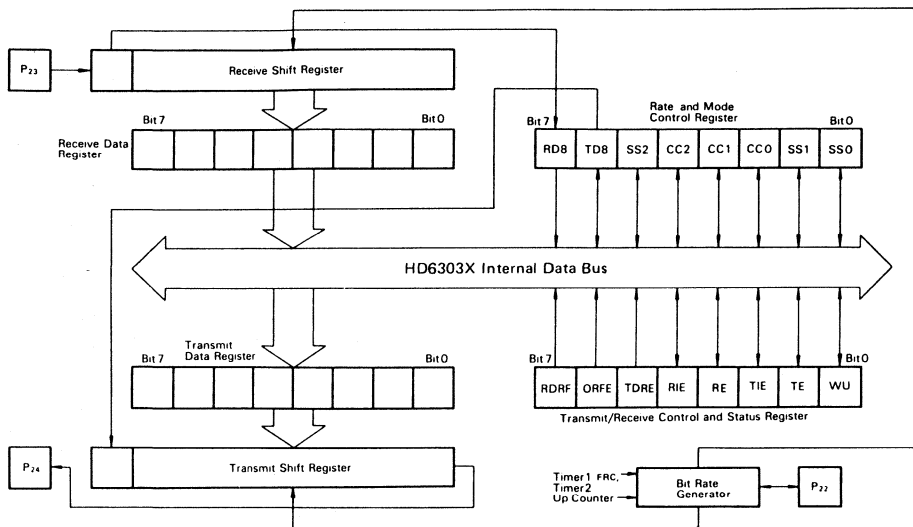 P23
Receive Shift Register
Receive Data
Register
Bit 7
Bit 0
Rate and Mode
Control Register
Bit 7
Bit 0
RD8 TD8 SS2 CC2 CC1 CC0 SS1 SS0
HD6303X Internal Data Bus
Transmit
Data Register
Bit 7
Bit 0
Bit 7
Bit 0
RDRF ORFE TDRE RIE RE TIE TE WU
Transmit/Receive Control and Status Register
P24
Transmit Shift Register
Timer1 FRC,
Timer2
Up Counter
Bit Rate
Generator
P22